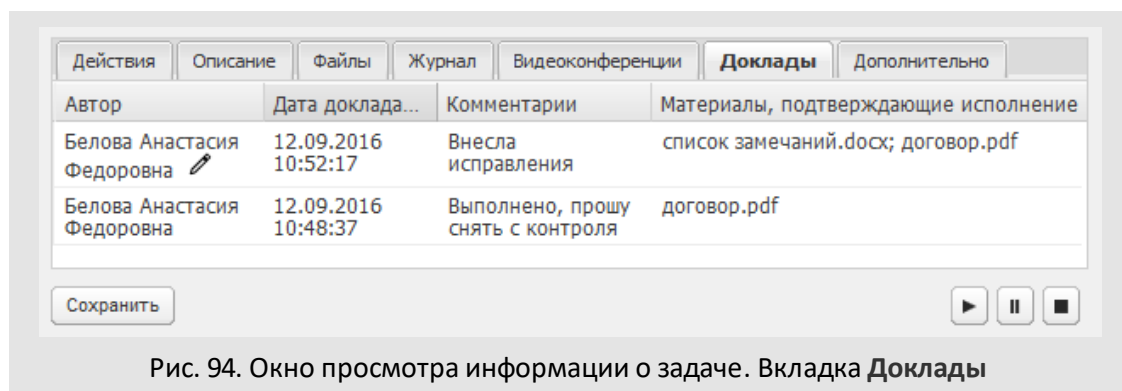 Действия Описание Файлы Журнал Видеоконференции Доклады Дополнительно
Автор Дата доклада... Комментарии Материалы, подтверждающие исполнение
Белова Анастасия 12.09.2016 Внесла список замечаний.docx; договор.pdf
Федоровна 10:52:17 исправления
Белова Анастасия 12.09.2016 Выполнено, прошу договор.pdf
Федоровна 10:48:37 снять с контроля
Сохранить
Рис. 94. Окно просмотра информации о задаче. Вкладка Доклады